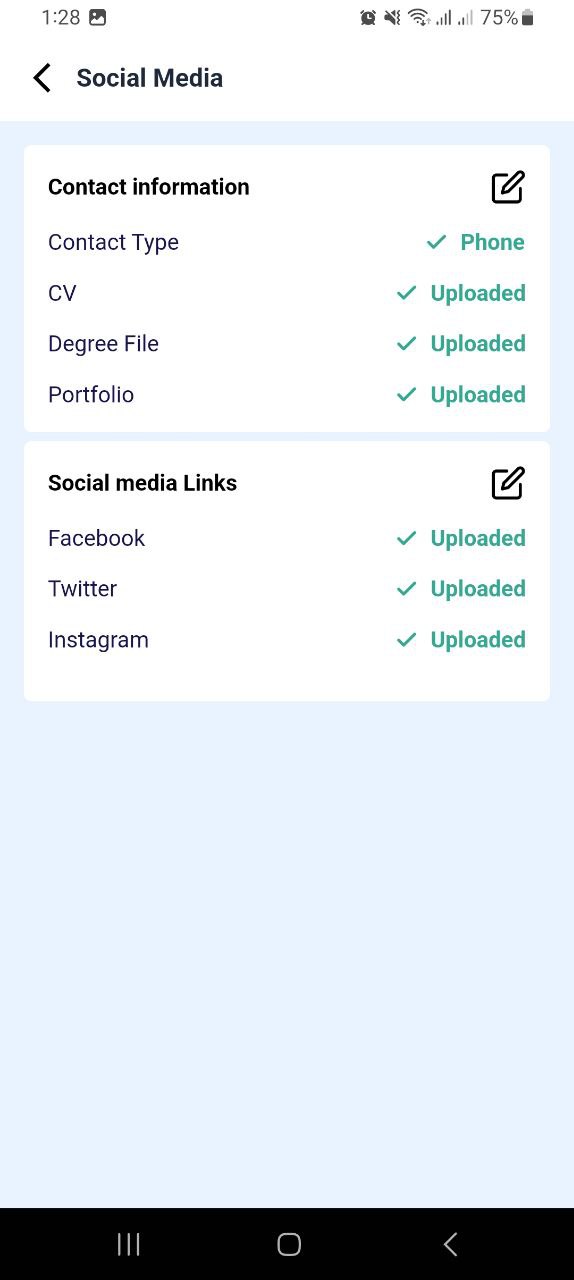 1:28 75%
Social Media
Contact information
Contact Type Phone
CV Uploaded
Degree File Uploaded
Portfolio Uploaded
Social media Links
Facebook Uploaded
Twitter Uploaded
Instagram Uploaded